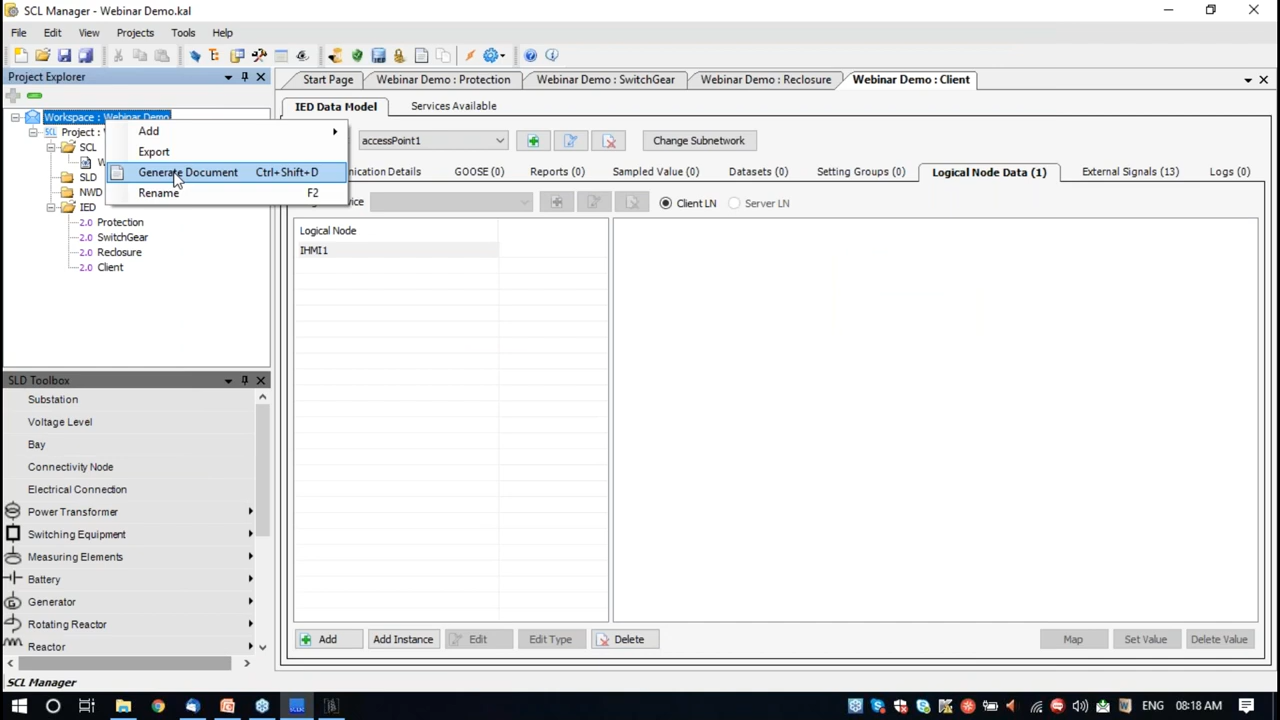 SCL Manager - Webinar Demo.kal
File Edit View Projects Tools Help
Project Explorer
Start Page
Webinar Demo : Protection
Webinar Demo : SwitchGear
Webinar Demo : Reclosure
Webinar Demo : Client
IED Data Model
Services Available
Workspace : Webinar Demo
Project :
SCL
W
SLD
NWD
IED
2.0 Protection
2.0 SwitchGear
2.0 Reclosure
2.0 Client
Add
Export
Generate Document Ctrl+Shift+D
Rename F2
accessPoint1
Change Subnetwork
nication Details
GOOSE (0)
Reports (0)
Sampled Value (0)
Datasets (0)
Setting Groups (0)
Logical Node Data (1)
External Signals (13)
Logs (0)
Client LN
Server LN
Logical Node
IHMI1
SLD Toolbox
Substation
Voltage Level
Bay
Connectivity Node
Electrical Connection
Power Transformer
Switching Equipment
Measuring Elements
Battery
Generator
Rotating Reactor
Reactor
Add
Add Instance
Edit
Edit Type
Delete
Map
Set Value
Delete Value
SCL Manager
ENG
08:18 AM